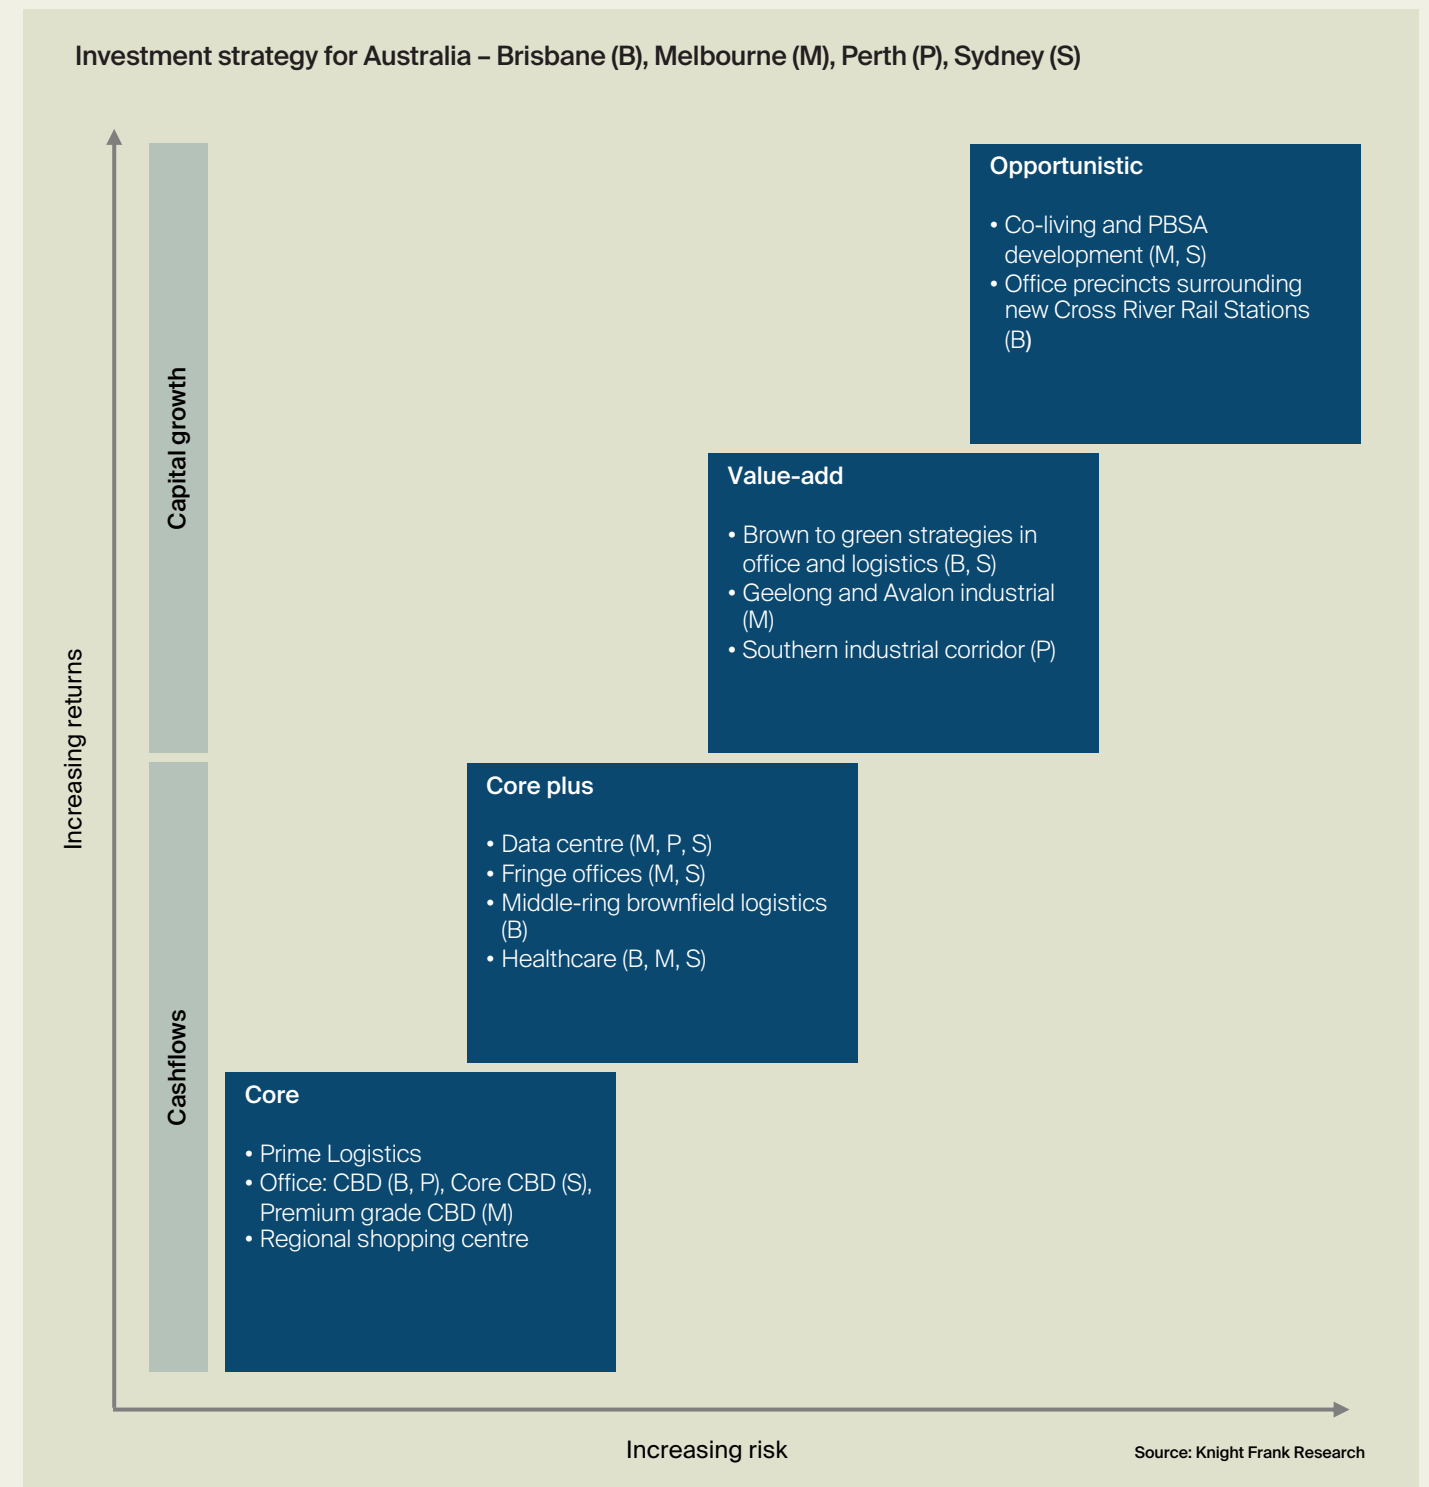 Investment strategy for Australia – Brisbane (B), Melbourne (M), Perth (P), Sydney (S)
Increasing returns
Capital growth
Cashflows
Opportunistic
• Co-living and PBSA
development (M, S)
• Office precincts surrounding
new Cross River Rail Stations
(B)
Value-add
• Brown to green strategies in
office and logistics (B, S)
• Geelong and Avalon industrial
(M)
• Southern industrial corridor (P)
Core plus
• Data centre (M, P, S)
• Fringe offices (M, S)
• Middle-ring brownfield logistics
(B)
• Healthcare (B, M, S)
Core
• Prime Logistics
• Office: CBD (B, P), Core CBD (S),
Premium grade CBD (M)
• Regional shopping centre
Increasing risk
Source: Knight Frank Research